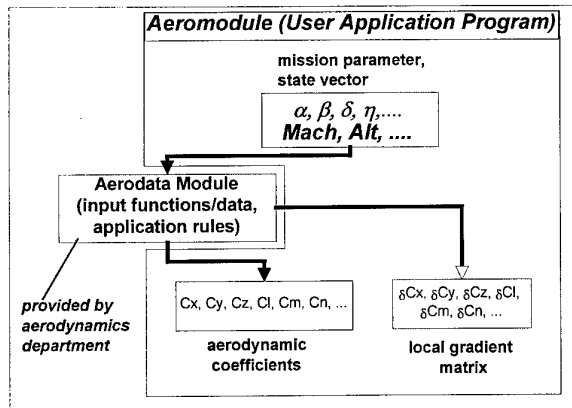 Aeromodule (User Application Program)
mission parameter,
state vector
α, β, δ, η,....
Mach, Alt, ....
Aerodata Module
(input functions/data,
application rules)
provided by
aerodynamics
department
Cx, Cy, Cz, Cl, Cm, Cn, ...
aerodynamic
coefficients
δCx, δCy, δCz, δCl,
δCm, δCn, ...
local gradient
matrix